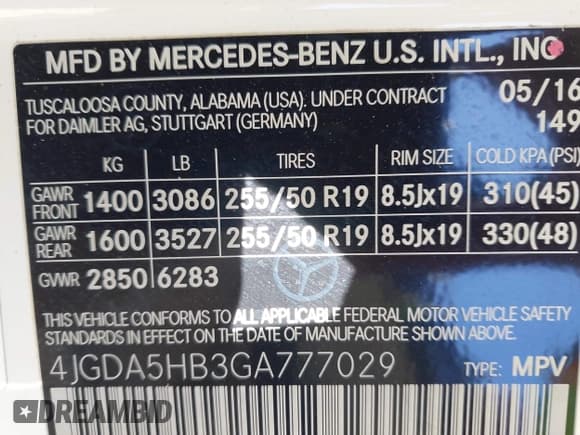 MFD BY MERCEDES-BENZ U.S. INTL., INC
TUSCALOOSA COUNTY, ALABAMA (USA). UNDER CONTRACT 05/16
FOR DAIMLER AG, STUTTGART (GERMANY) 149
KG LB TIRES RIM SIZE COLD KPA (PSI)
GAWR FRONT 1400 3086 255/50 R19 8.5Jx19 310(45)
GAWR REAR 1600 3527 255/50 R19 8.5Jx19 330(48)
GVWR 2850 6283
THIS VEHICLE CONFORMS TO ALL APPLICABLE FEDERAL MOTOR VEHICLE SAFETY
STANDARDS IN EFFECT ON THE DATE OF MANUFACTURE SHOWN ABOVE.
4JGDA5HB3GA777029 TYPE: MPV
DREAMBID